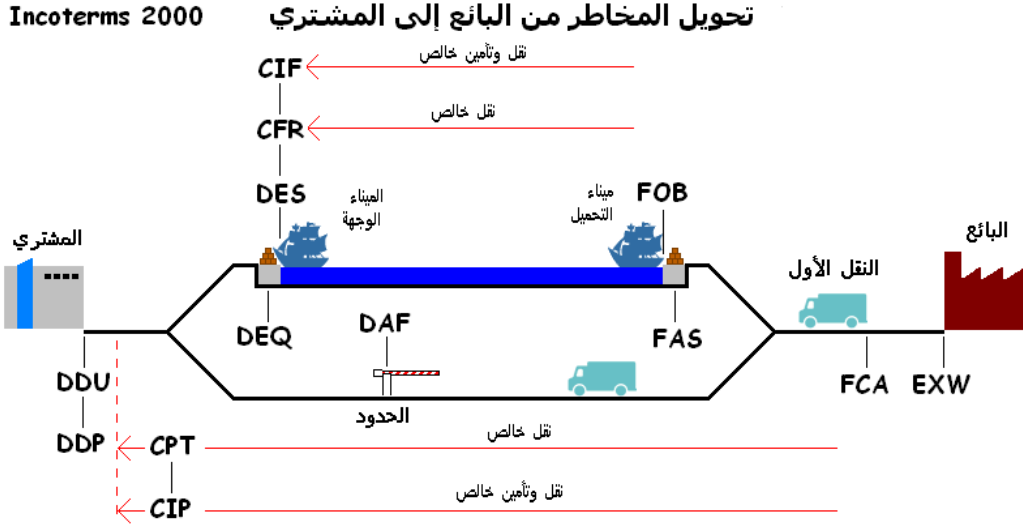 Incoterms 2000
تحويل المخاطر من البائع إلى المشتري
نقل وتأمين خالص
CIF
نقل خالص
CFR
DES
الميناء
الوجهة
ميناء
التحميل
FOB
المشتري
البائع
النقل الأول
DEQ
DAF
FAS
الحدود
DDU
FCA
EXW
DDP
CPT
نقل خالص
CIP
نقل وتأمين خالص